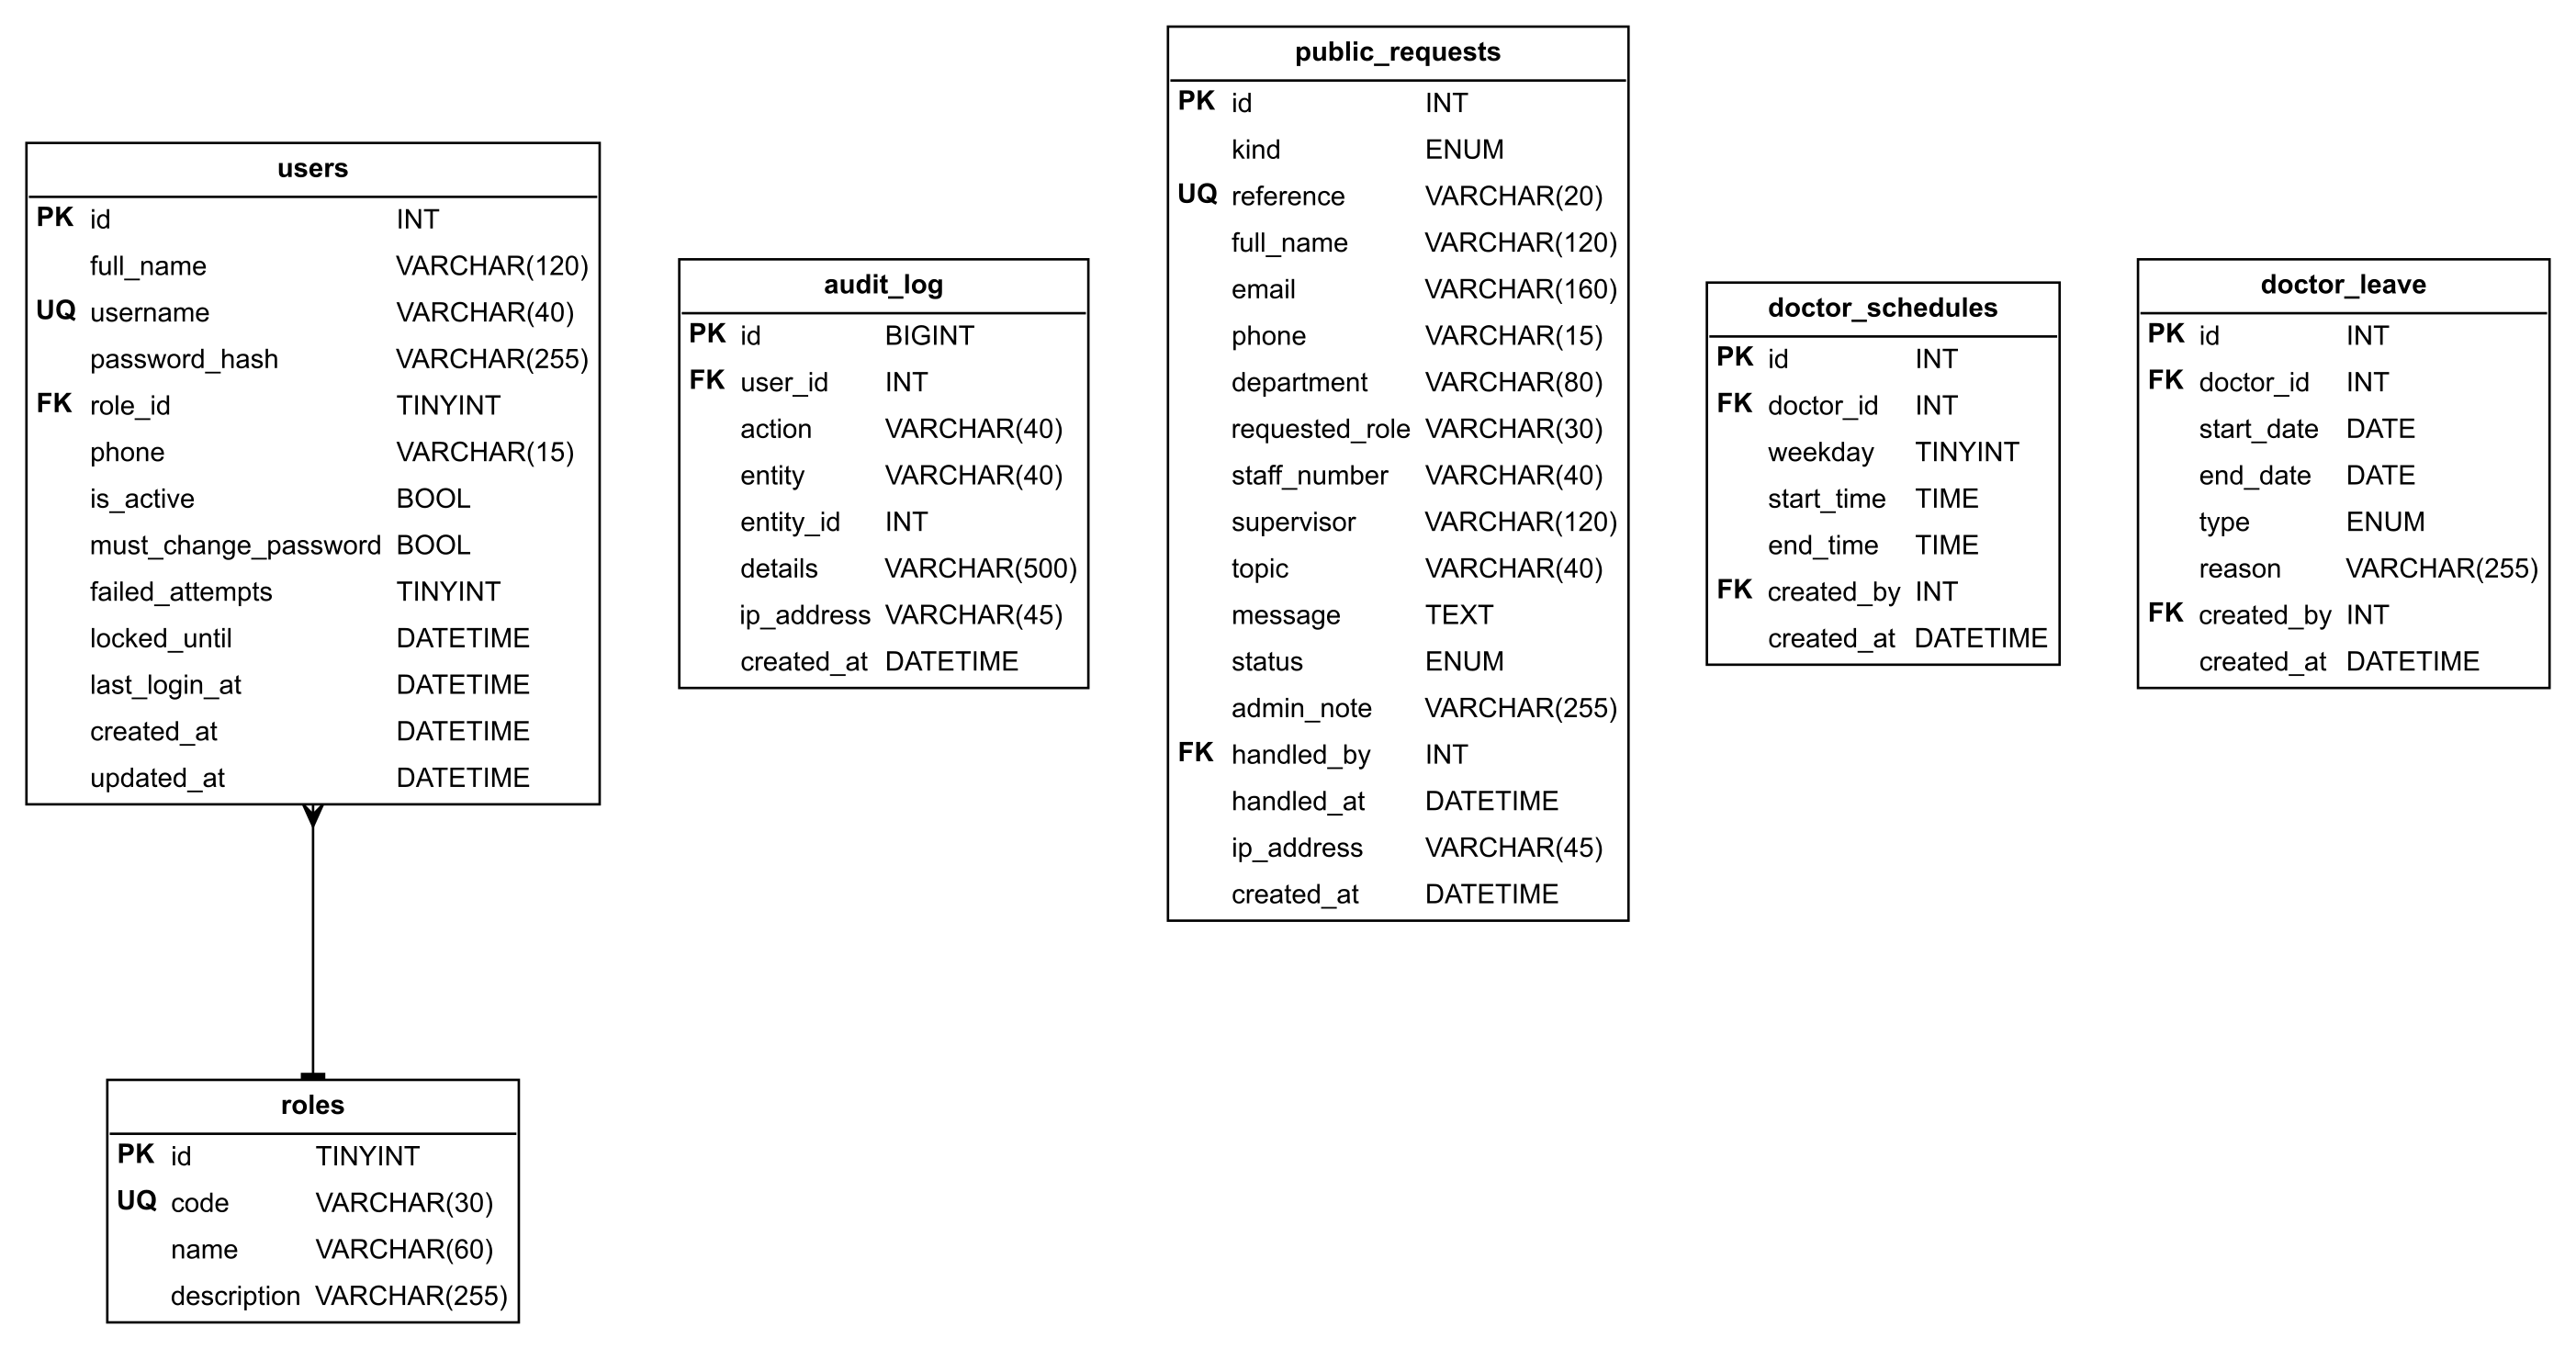 users
PK id INT
full_name VARCHAR(120)
UQ username VARCHAR(40)
password_hash VARCHAR(255)
FK role_id TINYINT
phone VARCHAR(15)
is_active BOOL
must_change_password BOOL
failed_attempts TINYINT
locked_until DATETIME
last_login_at DATETIME
created_at DATETIME
updated_at DATETIME
roles
PK id TINYINT
UQ code VARCHAR(30)
name VARCHAR(60)
description VARCHAR(255)
audit_log
PK id BIGINT
FK user_id INT
action VARCHAR(40)
entity VARCHAR(40)
entity_id INT
details VARCHAR(500)
ip_address VARCHAR(45)
created_at DATETIME
public_requests
PK id INT
kind ENUM
UQ reference VARCHAR(20)
full_name VARCHAR(120)
email VARCHAR(160)
phone VARCHAR(15)
department VARCHAR(80)
requested_role VARCHAR(30)
staff_number VARCHAR(40)
supervisor VARCHAR(120)
topic VARCHAR(40)
message TEXT
status ENUM
admin_note VARCHAR(255)
FK handled_by INT
handled_at DATETIME
ip_address VARCHAR(45)
created_at DATETIME
doctor_schedules
PK id INT
FK doctor_id INT
weekday TINYINT
start_time TIME
end_time TIME
FK created_by INT
created_at DATETIME
doctor_leave
PK id INT
FK doctor_id INT
start_date DATE
end_date DATE
type ENUM
reason VARCHAR(255)
FK created_by INT
created_at DATETIME